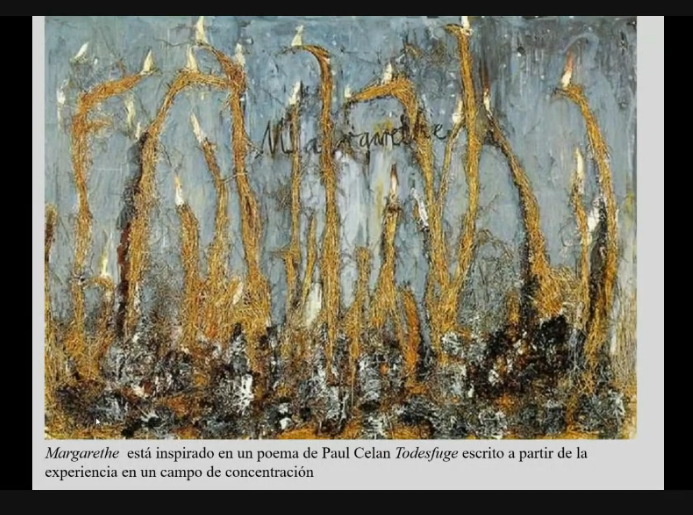 Margarethe
Margarethe está inspirado en un poema de Paul Celan Todesfuge escrito a partir de la
experiencia en un campo de concentración